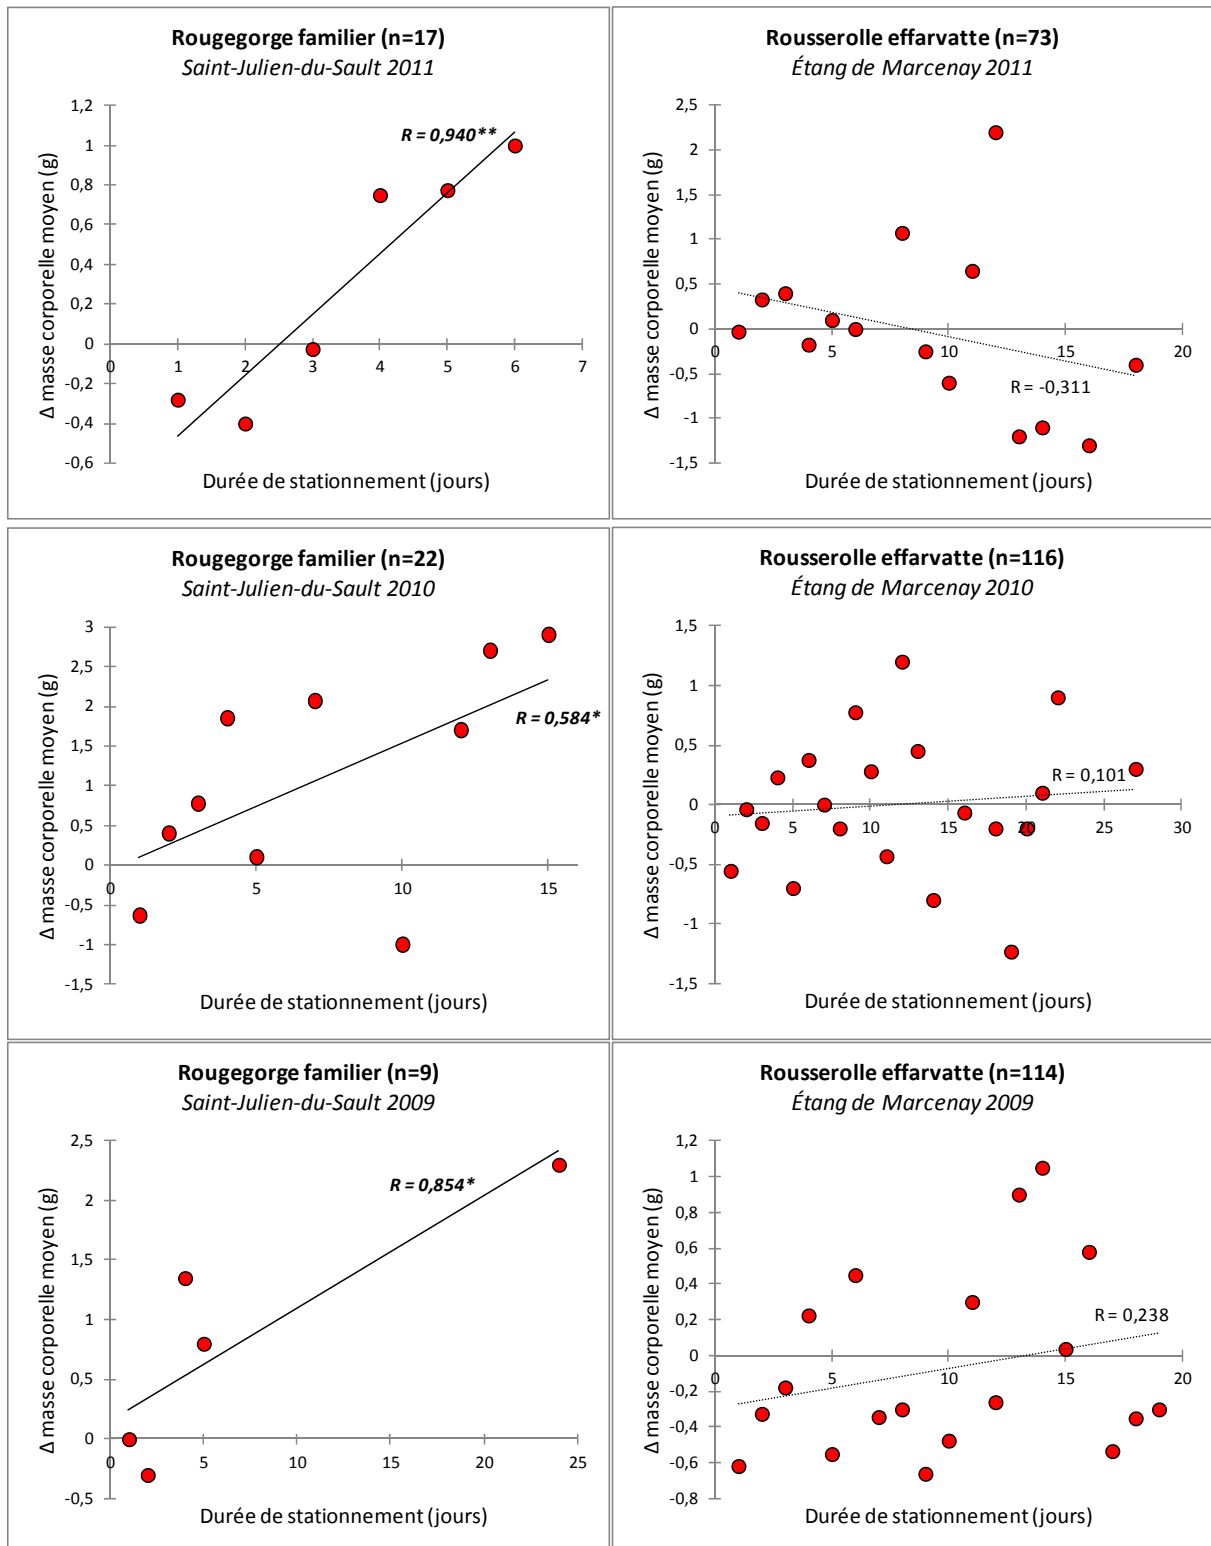 Rougegorge familier (n=17)
Saint-Julien-du-Sault 2011
1,2
1
0,8
0,6
0,4
0,2
0
-0,2
-0,4
-0,6
0 1 2 3 4 5 6 7
R = 0,940**
Δ masse corporelle moyen (g)
Durée de stationnement (jours)
Rousserolle effarvatte (n=73)
Étang de Marcenay 2011
2,5
2
1,5
1
0,5
0
-0,5
-1
-1,5
0 5 10 15 20
R = -0,311
Δ masse corporelle moyen (g)
Durée de stationnement (jours)
Rougegorge familier (n=22)
Saint-Julien-du-Sault 2010
3
2,5
2
1,5
1
0,5
0
-0,5
-1
-1,5
0 5 10 15
R = 0,584*
Δ masse corporelle moyen (g)
Durée de stationnement (jours)
Rousserolle effarvatte (n=116)
Étang de Marcenay 2010
1,5
1
0,5
0
-0,5
-1
-1,5
0 5 10 15 20 25 30
R = 0,101
Δ masse corporelle moyen (g)
Durée de stationnement (jours)
Rougegorge familier (n=9)
Saint-Julien-du-Sault 2009
2,5
2
1,5
1
0,5
0
-0,5
0 5 10 15 20 25
R = 0,854*
Δ masse corporelle moyen (g)
Durée de stationnement (jours)
Rousserolle effarvatte (n=114)
Étang de Marcenay 2009
1,2
1
0,8
0,6
0,4
0,2
0
-0,2
-0,4
-0,6
-0,8
0 5 10 15 20
R = 0,238
Δ masse corporelle moyen (g)
Durée de stationnement (jours)